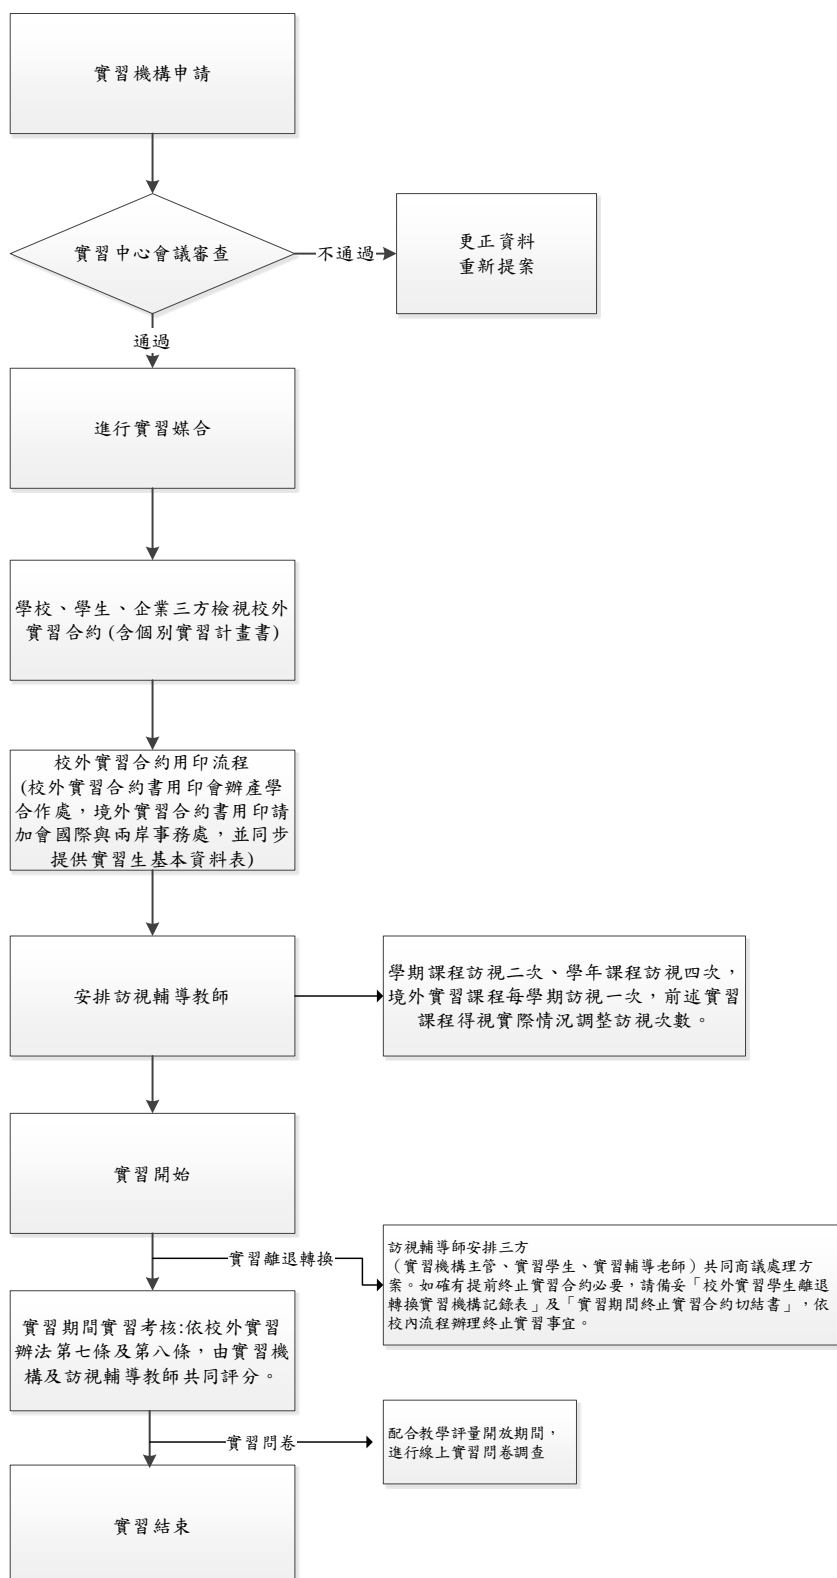 實習機構申請
實習中心會議審查
不通過
更正資料
重新提案
通過
進行實習媒合
學校、學生、企業三方檢視校外
實習合約(含個別實習計畫書)
校外實習合約用印流程
(校外實習合約書用印會辦產學
合作處，境外實習合約書用印請
加會國際與兩岸事務處，並同步
提供實習生基本資料表)
安排訪視輔導教師
學期課程訪視二次、學年課程訪視四次，
境外實習課程每學期訪視一次，前述實習
課程得視實際情況調整訪視次數。
實習開始
實習離退轉換
訪視輔導師安排三方
（實習機構主管、實習學生、實習輔導老師）共同商議處理方
案。如確有提前終止實習合約必要，請備妥「校外實習學生離退
轉換實習機構記錄表」及「實習期間終止實習合約切結書」，依
校內流程辦理終止實習事宜。
實習期間實習考核:依校外實習
辦法第七條及第八條，由實習機
構及訪視輔導教師共同評分。
實習問卷
配合教學評量開放期間，
進行線上實習問卷調查
實習結束